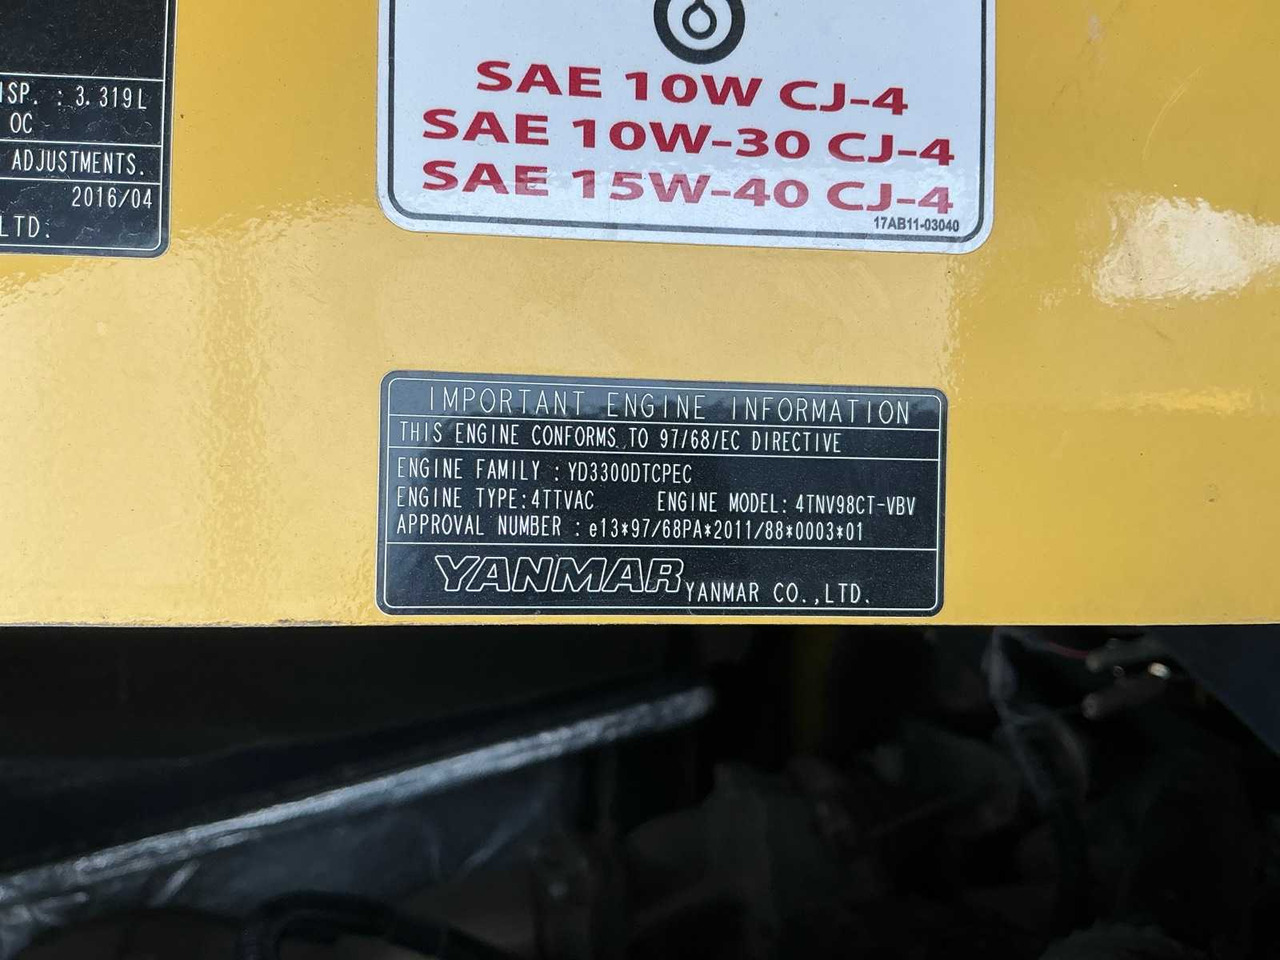 ISP. : 3.319L
OC
ADJUSTMENTS.
2016/04
LTD.
SAE 10W CJ-4
SAE 10W-30 CJ-4
SAE 15W-40 CJ-4
17AB11-03040
IMPORTANT ENGINE INFORMATION
THIS ENGINE CONFORMS TO 97/68/EC DIRECTIVE
ENGINE FAMILY : YD3300DTCPEC
ENGINE TYPE:4TTVAC ENGINE MODEL: 4TNV98CT-VBV
APPROVAL NUMBER : e13*97/68PA*2011/88*0003*01
YANMAR YANMAR CO.,LTD.